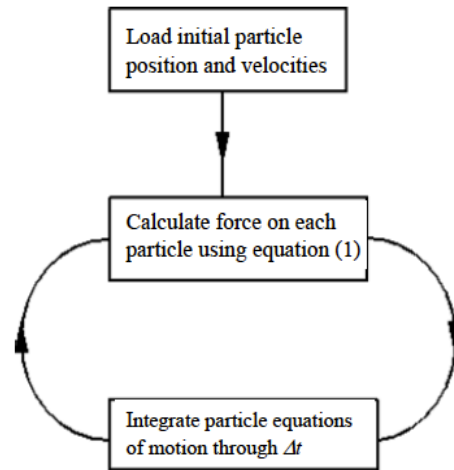 Load initial particle
position and velocities
Calculate force on each
particle using equation (1)
Integrate particle equations
of motion through Δt